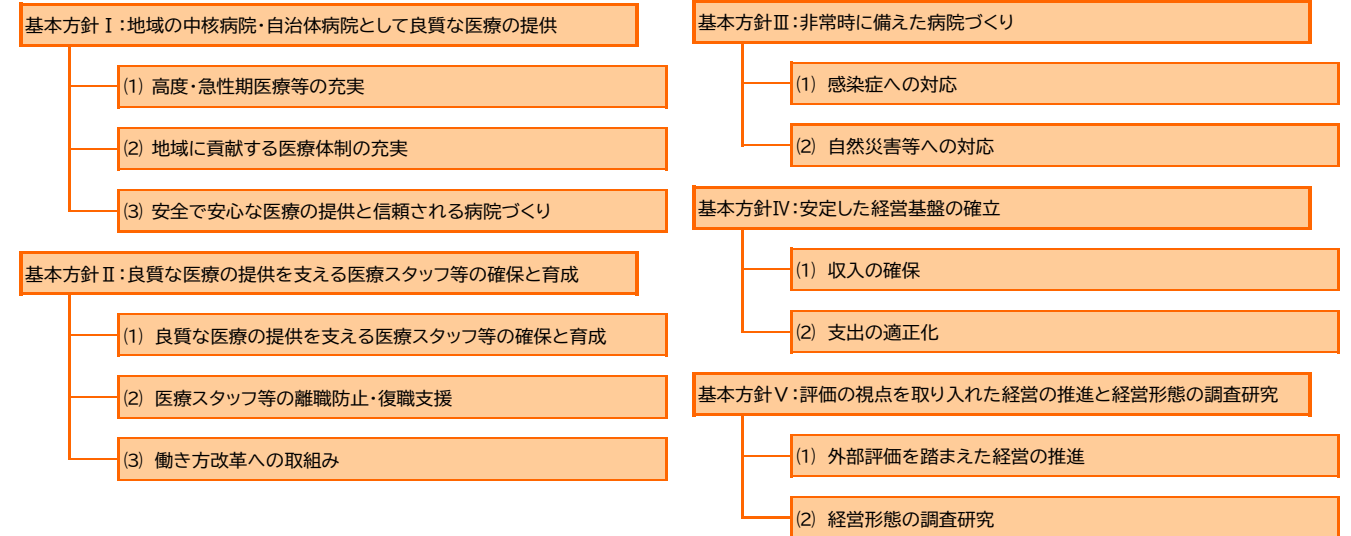 基本方針Ⅰ:地域の中核病院・自治体病院として良質な医療の提供
⑴ 高度・急性期医療等の充実
⑵ 地域に貢献する医療体制の充実
⑶ 安全で安心な医療の提供と信頼される病院づくり
基本方針Ⅱ:良質な医療の提供を支える医療スタッフ等の確保と育成
⑴ 良質な医療の提供を支える医療スタッフ等の確保と育成
⑵ 医療スタッフ等の離職防止・復職支援
⑶ 働き方改革への取組み
基本方針Ⅲ:非常時に備えた病院づくり
⑴ 感染症への対応
⑵ 自然災害等への対応
基本方針Ⅳ:安定した経営基盤の確立
⑴ 収入の確保
⑵ 支出の適正化
基本方針Ⅴ:評価の視点を取り入れた経営の推進と経営形態の調査研究
⑴ 外部評価を踏まえた経営の推進
⑵ 経営形態の調査研究